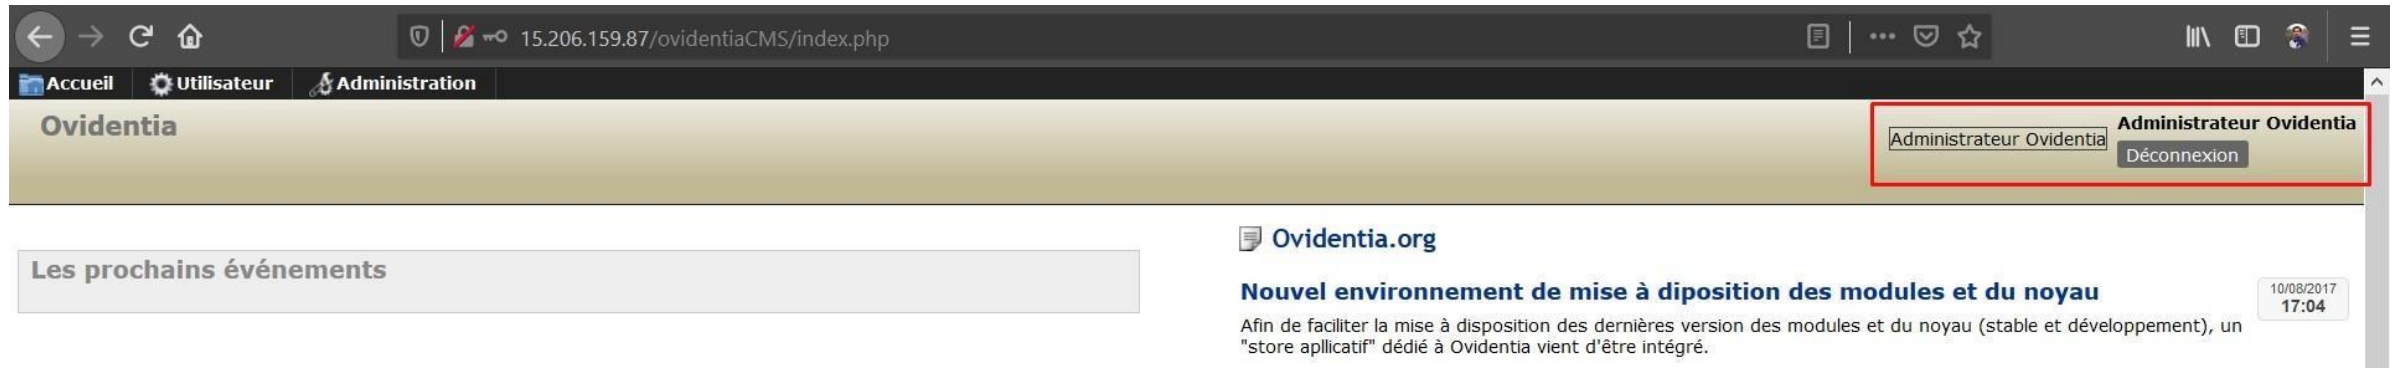 15.206.159.87/ovidentiaCMS/index.php
Accueil Utilisateur Administration
Ovidentia
Administrateur Ovidentia
Administrateur Ovidentia
Déconnexion
Les prochains événements
Ovidentia.org
Nouvel environnement de mise à diposition des modules et du noyau
10/08/2017
17:04
Afin de faciliter la mise à disposition des dernières version des modules et du noyau (stable et développement), un
"store apllicatif" dédié à Ovidentia vient d'être intégré.